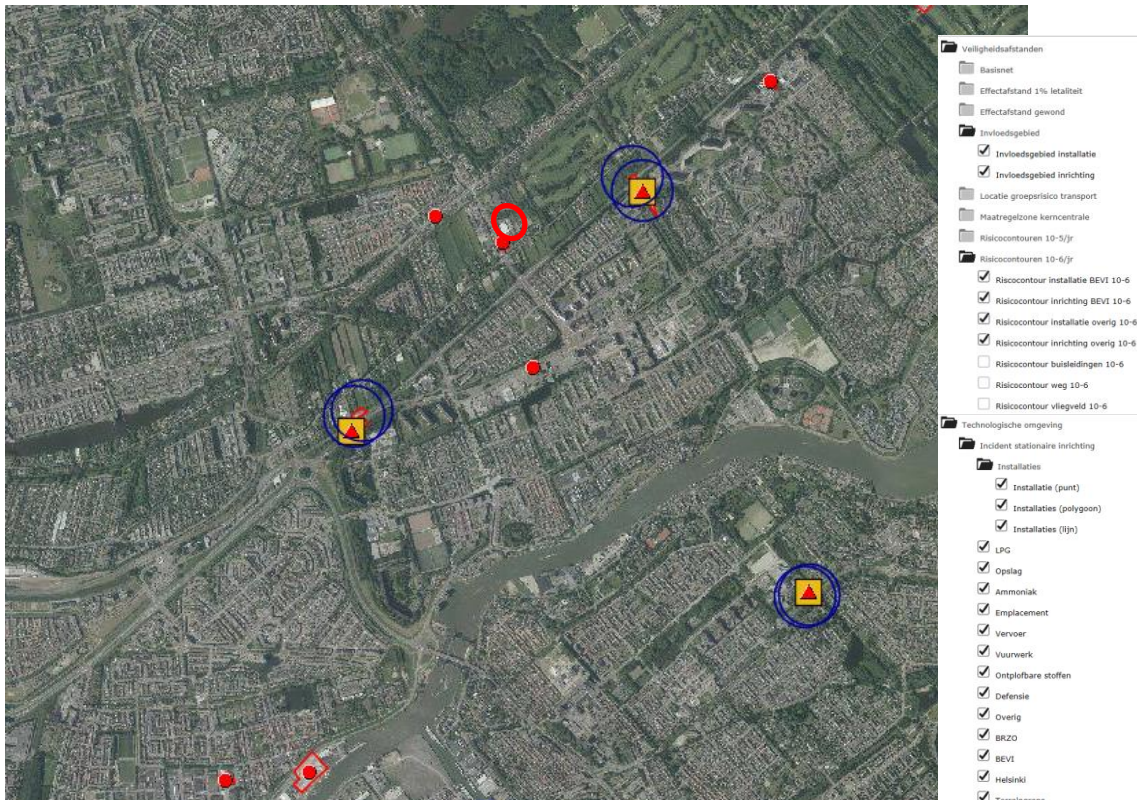 Veiligheidsafstanden
Basisnet
Effectafstand 1% letaliteit
Effectafstand gewond
Invloedsgebied
Invloedsgebied installatie
Invloedsgebied inrichting
Locatie groepsrisico transport
Maatregelzone kerncentrale
Risicocontouren 10-5/jr
Risicocontouren 10-6/jr
Riscocontour installatie BEVI 10-6
Risicocontour inrichting BEVI 10-6
Risicocontour installatie overig 10-6
Risicocontour inrichting overig 10-6
Risicocontour buisleidingen 10-6
Risicocontour weg 10-6
Risicocontour vliegveld 10-6
Technologische omgeving
Incident stationaire inrichting
Installaties
Installatie (punt)
Installaties (polygoon)
Installaties (lijn)
LPG
Opslag
Ammoniak
Emplacement
Vervoer
Vuurwerk
Ontplofbare stoffen
Defensie
Overig
BRZO
BEVI
Helsinki